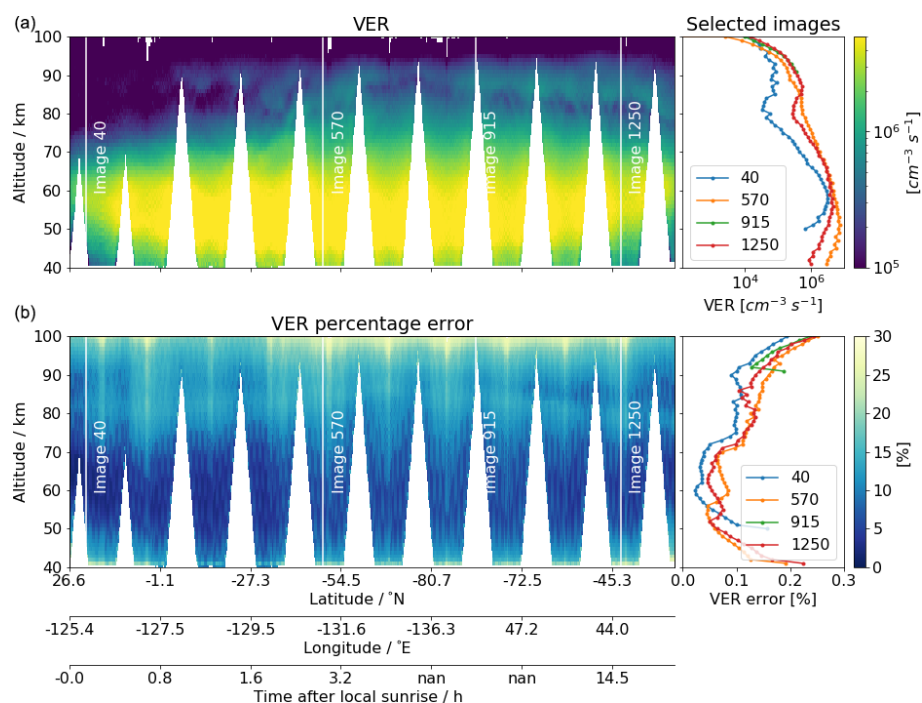 (a)
VER
Selected images
100
90
80
70
60
50
40
Altitude / km
Image 40
Image 570
Image 915
Image 1250
40
570
915
1250
10^4
10^6
VER [cm^-3 s^-1]
10^6
10^5
[cm^-3 s^-1]
(b)
VER percentage error
100
90
80
70
60
50
40
Altitude / km
Image 40
Image 570
Image 915
Image 1250
40
570
915
1250
30
25
20
15
10
5
0
[%]
26.6 -1.1 -27.3 -54.5 -80.7 -72.5 -45.3
Latitude / °N
0.0 0.1 0.2 0.3
VER error [%]
-125.4 -127.5 -129.5 -131.6 -136.3 47.2 44.0
Longitude / °E
-0.0 0.8 1.6 3.2 nan nan 14.5
Time after local sunrise / h